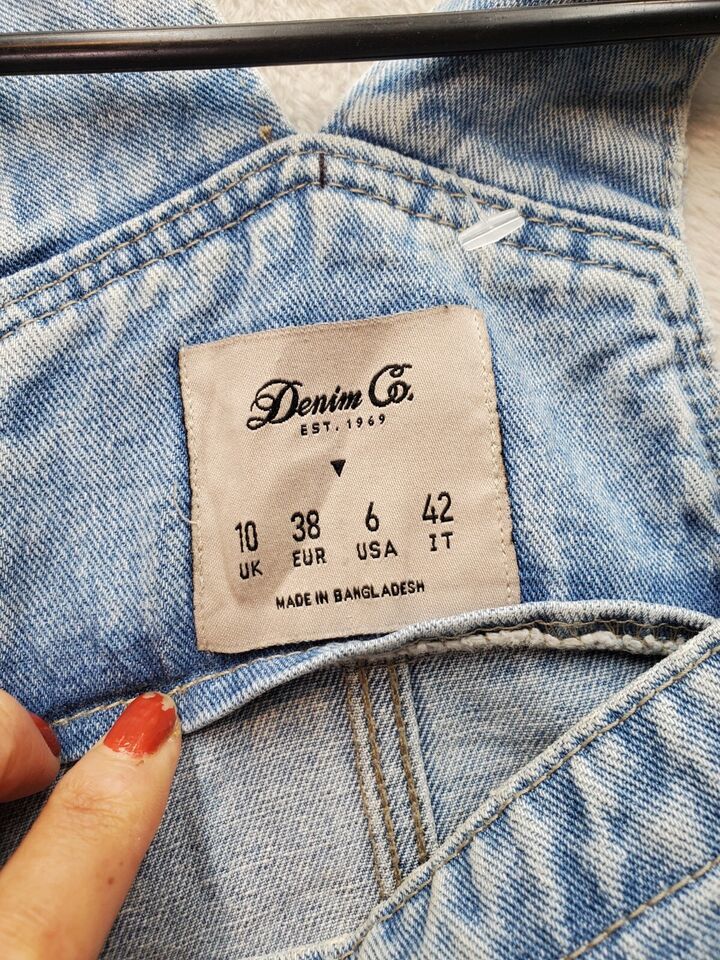 Denim Co.
EST. 1969
10 38 6 42
UK EUR USA IT
MADE IN BANGLADESH